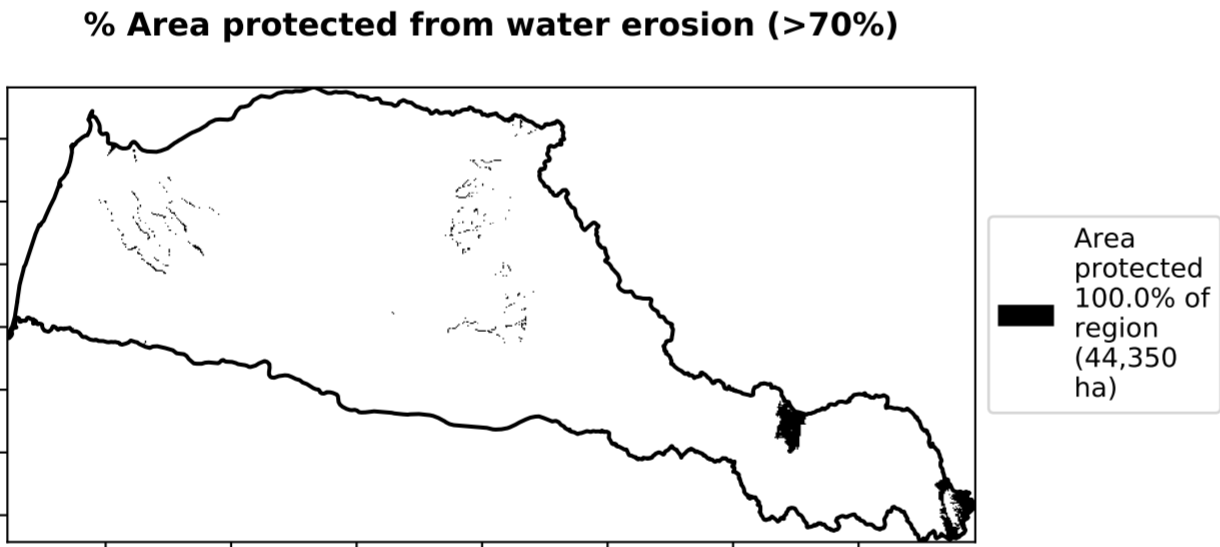 % Area protected from water erosion (>70%)
Area
protected
100.0% of
region
(44,350
ha)